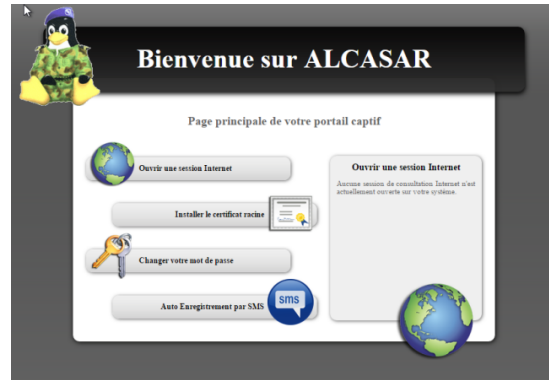 Bienvenue sur ALCASAR
Page principale de votre portail captif
Ouvrir une session Internet
Installer le certificat racine
Changer votre mot de passe
Auto Enregistrement par SMS
sms
Ouvrir une session Internet
Aucune session de consultation Internet n'est
actuellement ouverte sur votre système.